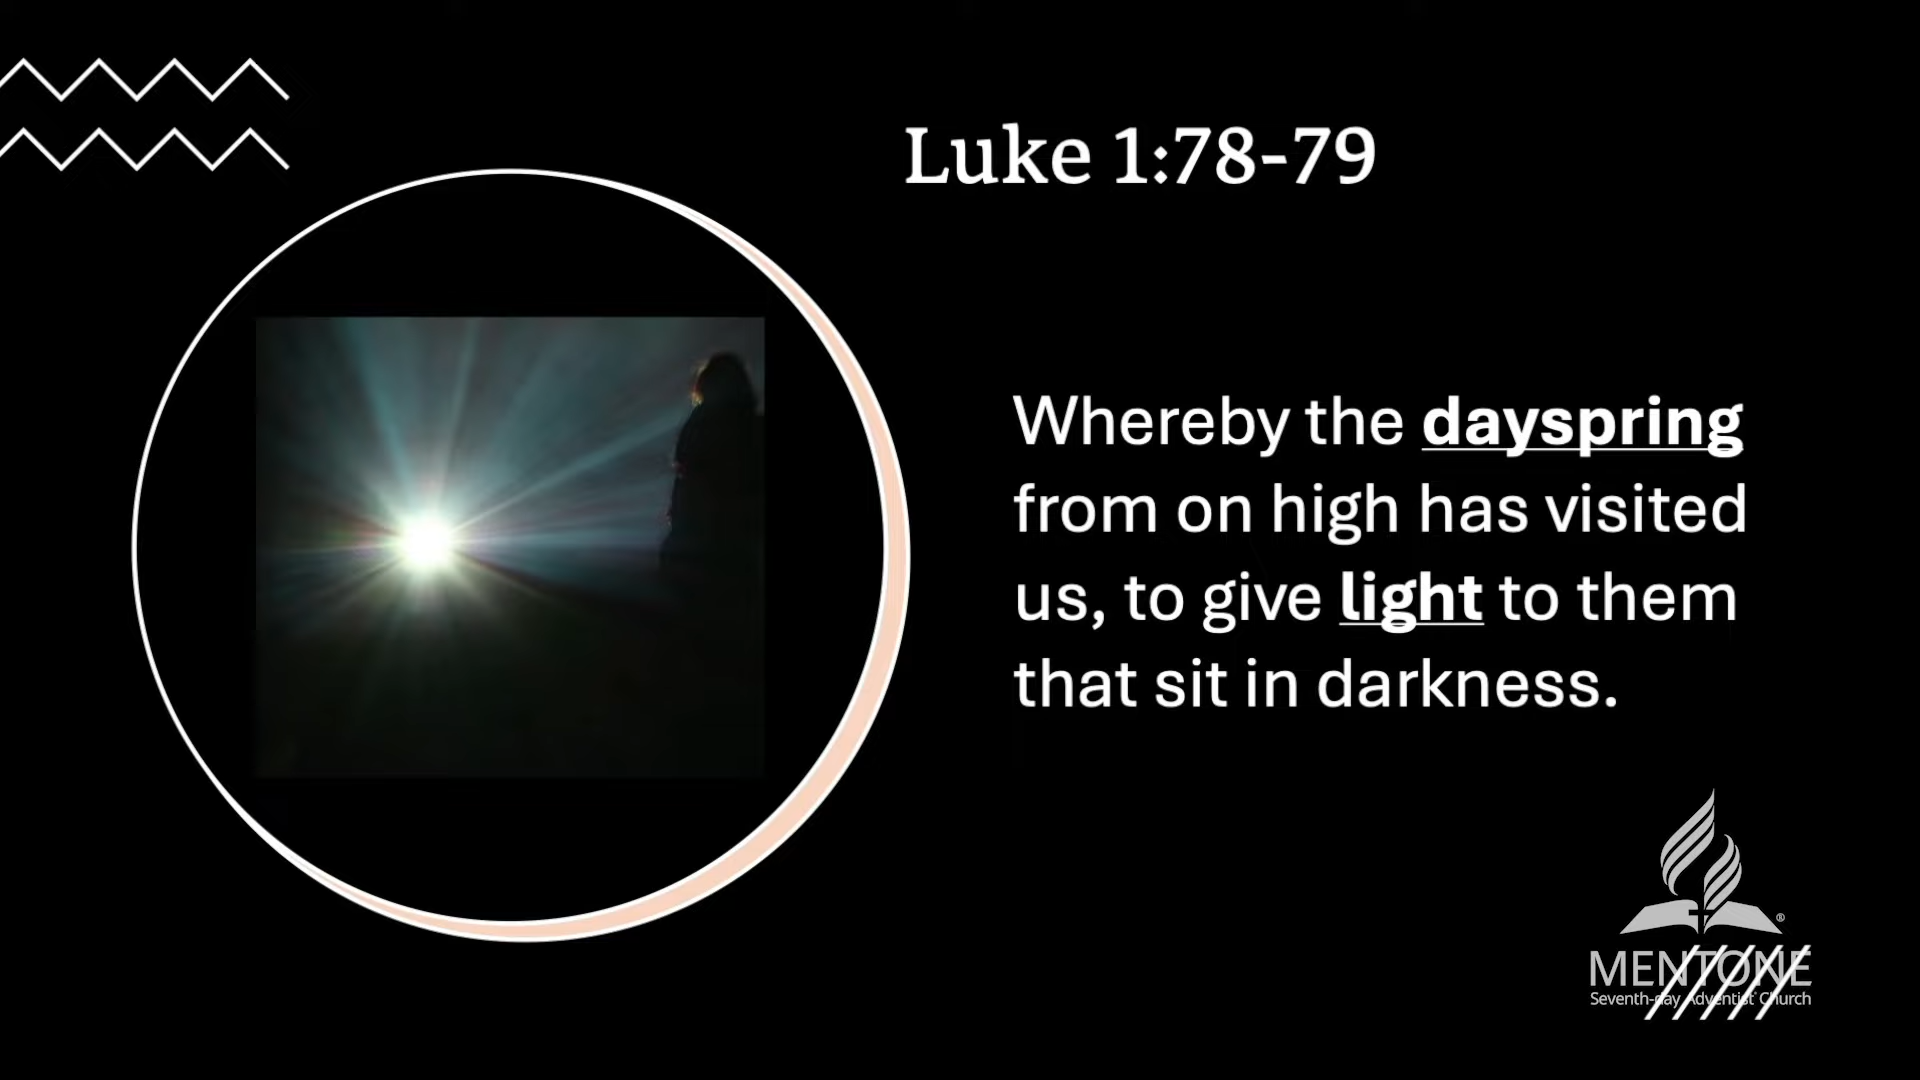 Luke 1:78-79
Whereby the dayspring
from on high has visited
us, to give light to them
that sit in darkness.
®
MENTONE
Seventh-day Adventist Church